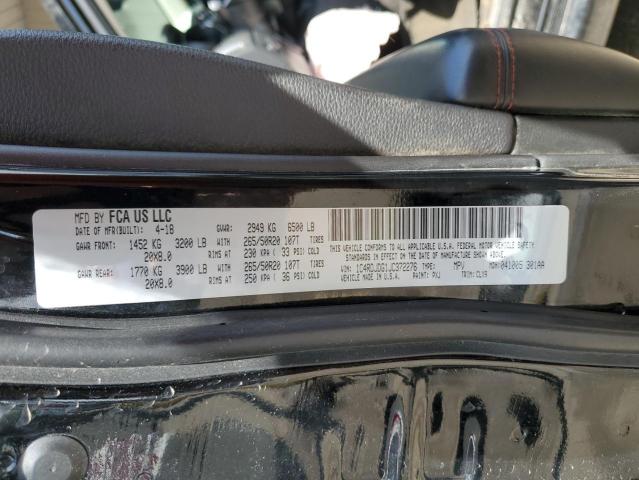 MFD BY FCA US LLC
DATE OF MFR(BUILT): 4-18 GVWR: 2949 KG 6500 LB
GAWR FRONT: 1452 KG 3200 LB WITH 265/50R20 107T TIRES
20X8.0 RIMS AT 230 KPA ( 33 PSI) COLD
GAWR REAR: 1770 KG 3900 LB WITH 265/50R20 107T TIRES
20X8.0 RIMS AT 250 KPA ( 36 PSI) COLD
THIS VEHICLE CONFORMS TO ALL APPLICABLE U.S.A. FEDERAL MOTOR VEHICLE SAFETY
STANDARDS IN EFFECT ON THE DATE OF MANUFACTURE SHOWN ABOVE.
VIN: 1C4RDJDG1JC372276 TYPE: MPV MDH: 041005 301AA
VEHICLE MADE IN U.S.A. PAINT: PXJ TRIM: CLX9